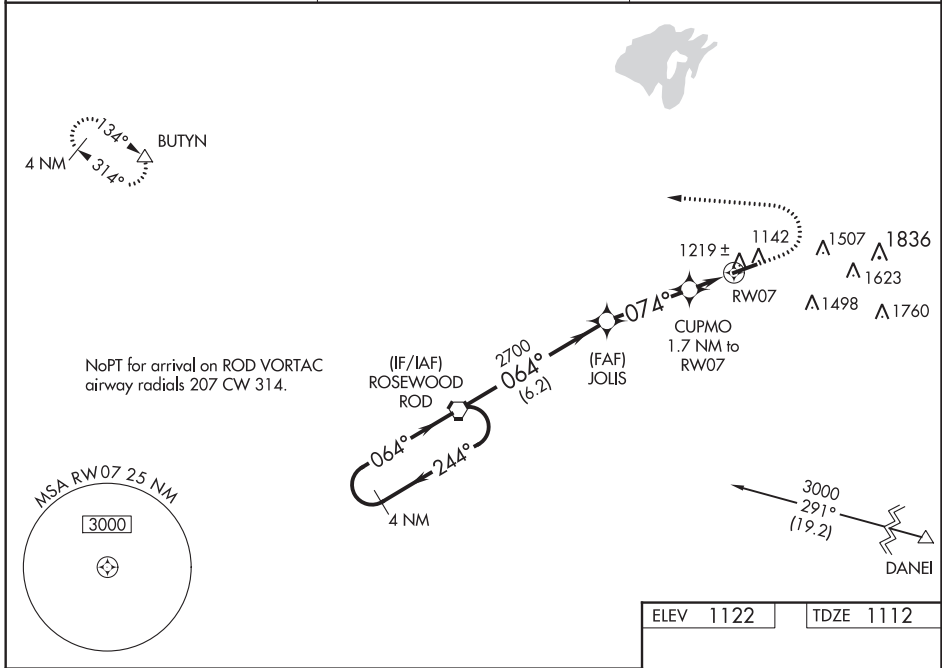 134°
BUTYN
4 NM
314°
1142
1507
1836
1219 ±
1623
RW07
1498
1760
074°
CUPMO
1.7 NM to
RW07
NoPT for arrival on ROD VORTAC
airway radials 207 CW 314.
(IF/IAF)
ROSEWOOD
ROD
2700
064°
(6.2)
(FAF)
JOLIS
064°
244°
4 NM
MSA RW07 25 NM
3000
3000
291°
(19.2)
DANEI
ELEV 1122
TDZE 1112